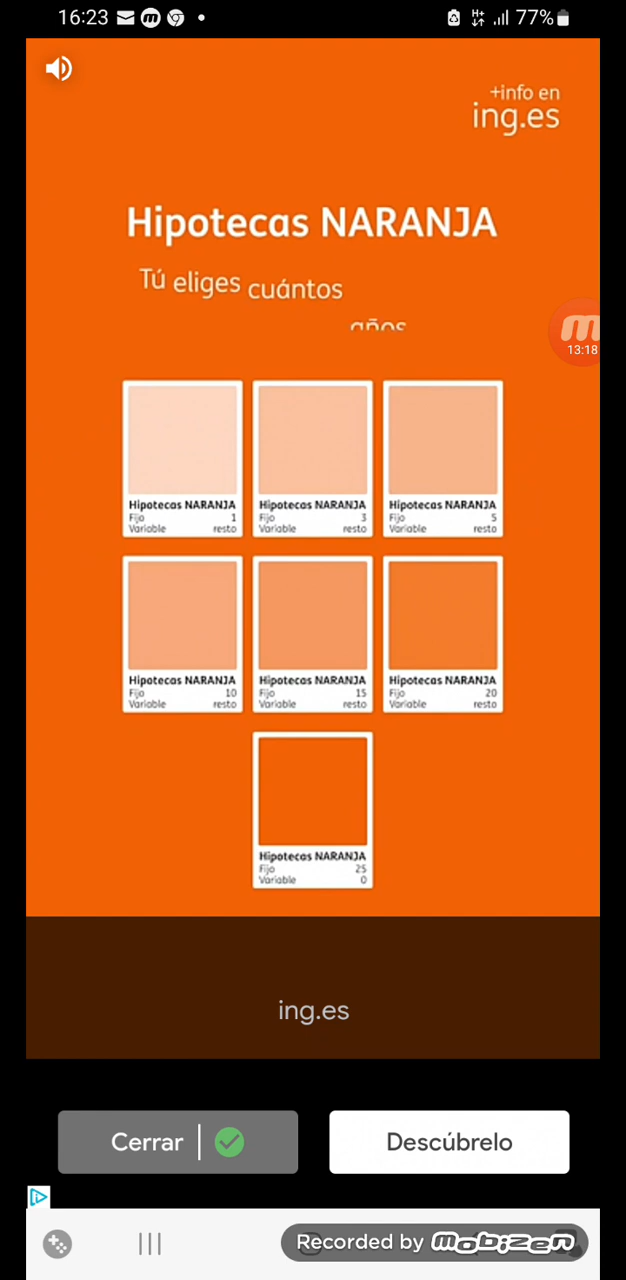 16:23
77%
+info en
ing.es
Hipotecas NARANJA
Tú eliges cuántos
años
13:18
Hipotecas NARANJA
Fijo 1
Variable resto
Hipotecas NARANJA
Fijo 3
Variable resto
Hipotecas NARANJA
Fijo 5
Variable resto
Hipotecas NARANJA
Fijo 10
Variable resto
Hipotecas NARANJA
Fijo 15
Variable resto
Hipotecas NARANJA
Fijo 20
Variable resto
Hipotecas NARANJA
Fijo 25
Variable 0
ing.es
Cerrar
Descúbrelo
Recorded by mobizen